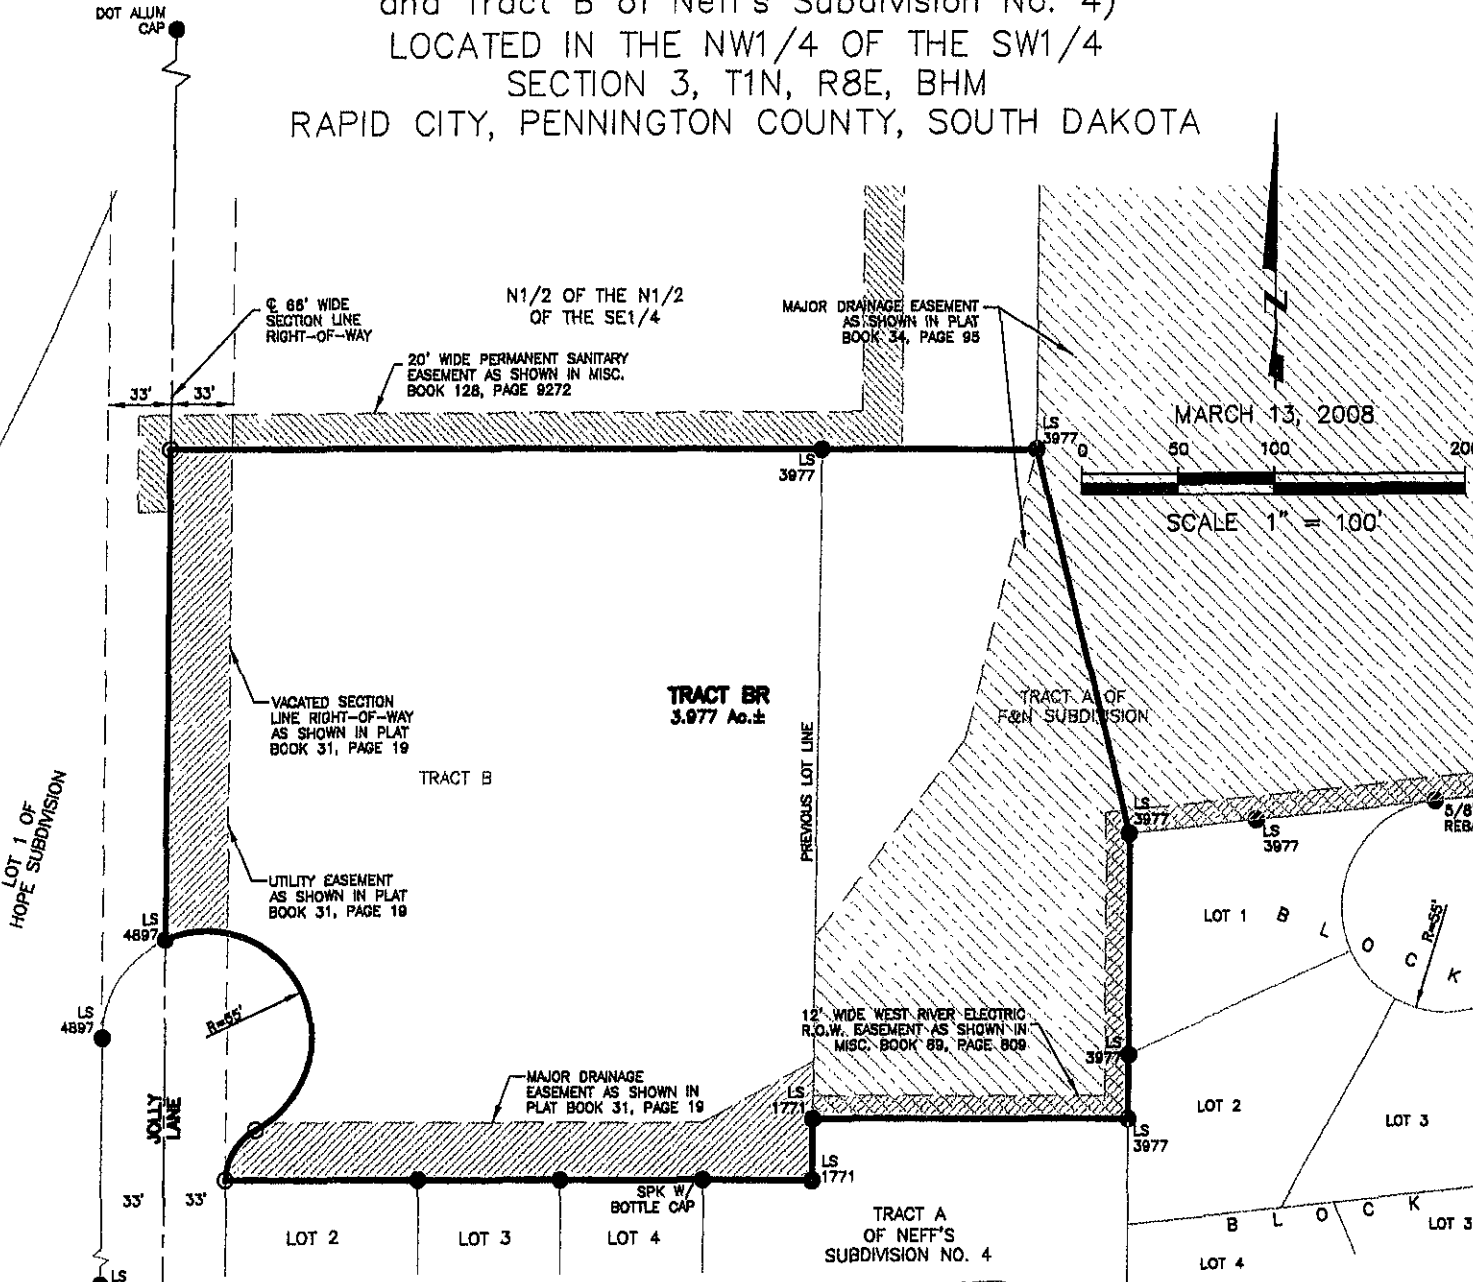 and Tract B of Neff's Subdivision No. 4)
LOCATED IN THE NW1/4 OF THE SW1/4
SECTION 3, T1N, R8E, BHM
RAPID CITY, PENNINGTON COUNTY, SOUTH DAKOTA
DOT ALUM
CAP
℄ 66' WIDE
SECTION LINE
RIGHT-OF-WAY
N1/2 OF THE N1/2
OF THE SE1/4
MAJOR DRAINAGE EASEMENT
AS SHOWN IN PLAT
BOOK 34, PAGE 95
20' WIDE PERMANENT SANITARY
EASEMENT AS SHOWN IN MISC.
BOOK 128, PAGE 9272
33'
33'
N
MARCH 13, 2008
0 50 100 200
SCALE 1" = 100'
LS
3977
LS
3977
VACATED SECTION
LINE RIGHT-OF-WAY
AS SHOWN IN PLAT
BOOK 31, PAGE 19
TRACT BR
3.977 Ac.±
TRACT A OF
F&N SUBDIVISION
TRACT B
PREVIOUS LOT LINE
LOT 1 OF
HOPE SUBDIVISION
UTILITY EASEMENT
AS SHOWN IN PLAT
BOOK 31, PAGE 19
LS
3977
LS
3977
5/8"
LOT 1
BLOCK
R=55'
LS
4897
LS
4897
R=55'
12' WIDE WEST RIVER ELECTRIC
R.O.W. EASEMENT AS SHOWN IN
MISC. BOOK 69, PAGE 609
LS
3977
MAJOR DRAINAGE
EASEMENT AS SHOWN IN
PLAT BOOK 31, PAGE 19
LS
1771
LS
1771
LS
3977
LOT 2
LOT 3
JOLLY
LANE
33'
33'
SPK W
BOTTLE CAP
LOT 2
LOT 3
LOT 4
TRACT A
OF NEFF'S
SUBDIVISION NO. 4
BLOCK
LOT 3
LOT 4
LS